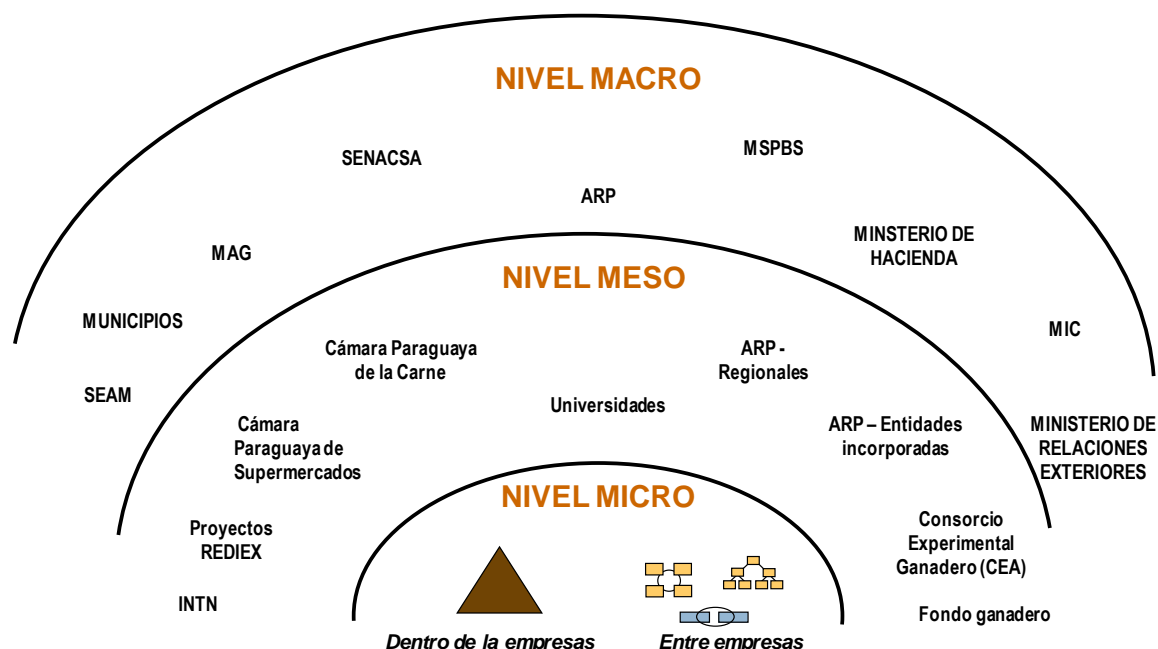 NIVEL MACRO
MSPBS
SENACSA
ARP
MAG
MINSTERIO DE
HACIENDA
MUNICIPIOS
MIC
SEAM
MINISTERIO DE
RELACIONES
EXTERIORES
NIVEL MESO
Cámara Paraguaya
de la Carne
ARP -
Regionales
Universidades
Cámara
Paraguaya de
Supermercados
ARP – Entidades
incorporadas
Proyectos
REDIEX
Consorcio
Experimental
Ganadero (CEA)
INTN
Fondo ganadero
NIVEL MICRO
Dentro de la empresas
Entre empresas